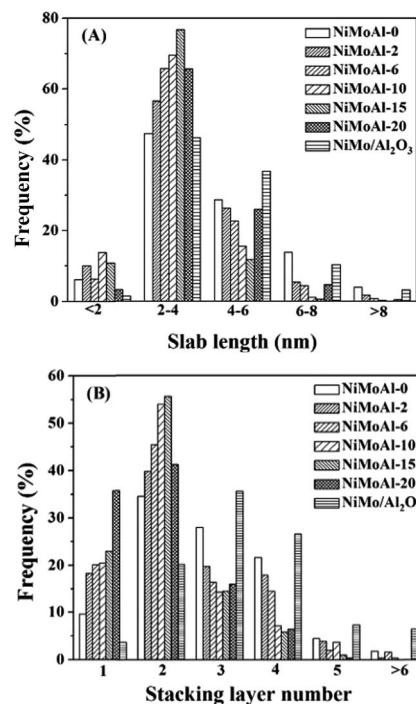 (A)
NiMoAl-0
NiMoAl-2
NiMoAl-6
NiMoAl-10
NiMoAl-15
NiMoAl-20
NiMo/Al₂O₃
Frequency (%)
80
60
40
20
0
<2 2-4 4-6 6-8 >8
Slab length (nm)
(B)
NiMoAl-0
NiMoAl-2
NiMoAl-6
NiMoAl-10
NiMoAl-15
NiMoAl-20
NiMo/Al₂O
Frequency (%)
60
50
40
30
20
10
0
1 2 3 4 5 >6
Stacking layer number